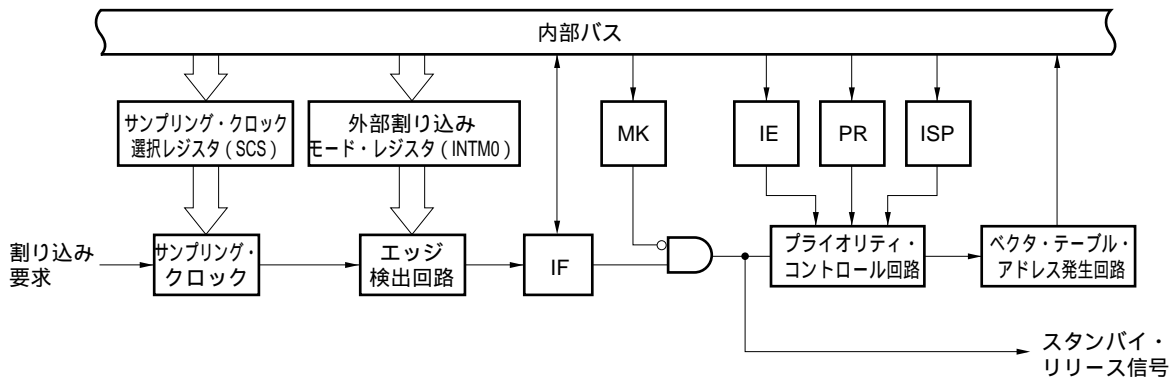 内部バス
サンプリング・クロック
選択レジスタ（SCS）
外部割り込み
モード・レジスタ（INTM0）
MK
IE
PR
ISP
割り込み
要求
サンプリング・
クロック
エッジ
検出回路
IF
プライオリティ・
コントロール回路
ベクタ・テーブル・
アドレス発生回路
スタンバイ・
リリース信号